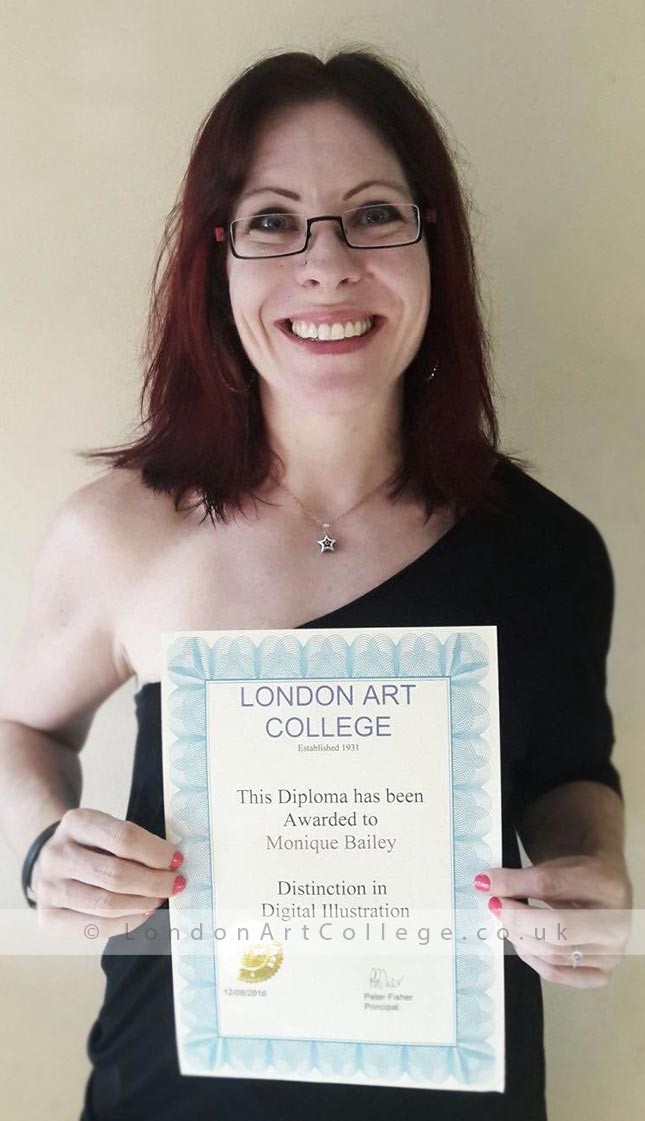 LONDON ART
COLLEGE
Established 1931
This Diploma has been
Awarded to
Monique Bailey
Distinction in
Digital Illustration
© LondonArtCollege.co.uk
12/08/2016
Peter Fisher
Principal